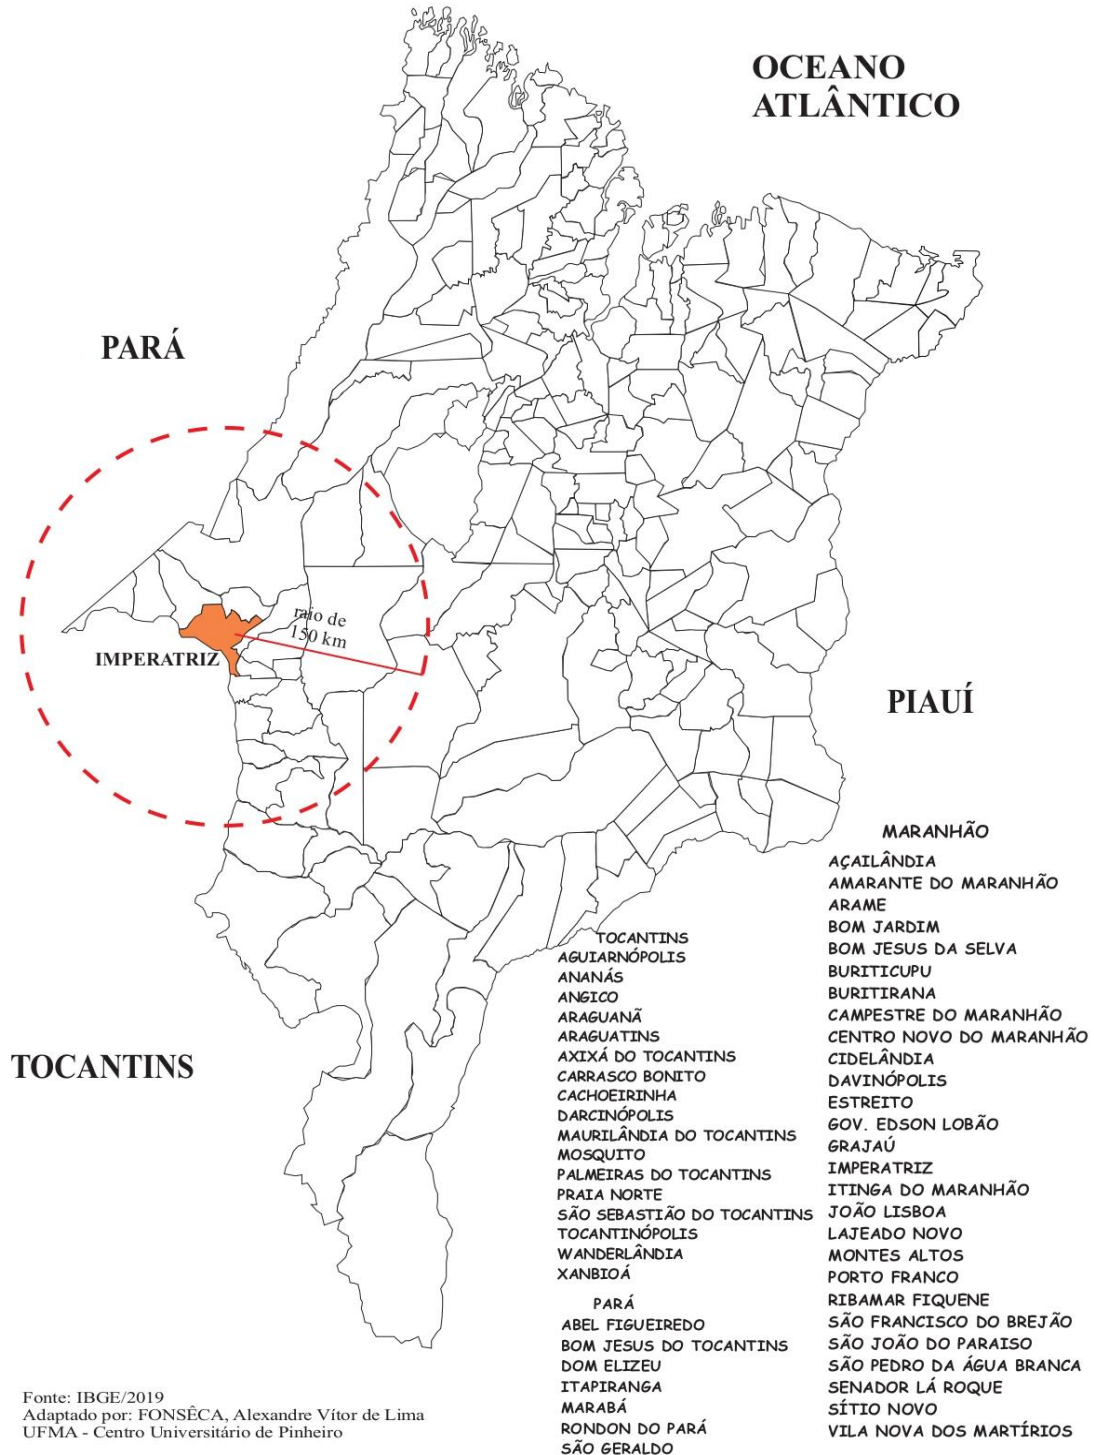 OCEANO
ATLÂNTICO
PARÁ
raio de
150 km
IMPERATRIZ
PIAUÍ
TOCANTINS
MARANHÃO
AÇAILÂNDIA
AMARANTE DO MARANHÃO
ARAME
BOM JARDIM
BOM JESUS DA SELVA
BURITICUPU
BURITIRANA
CAMPESTRE DO MARANHÃO
CENTRO NOVO DO MARANHÃO
CIDELÂNDIA
DAVINÓPOLIS
ESTREITO
GOV. EDSON LOBÃO
GRAJAÚ
IMPERATRIZ
ITINGA DO MARANHÃO
JOÃO LISBOA
LAJEADO NOVO
MONTES ALTOS
PORTO FRANCO
RIBAMAR FIQUENE
SÃO FRANCISCO DO BREJÃO
SÃO JOÃO DO PARAISO
SÃO PEDRO DA ÁGUA BRANCA
SENADOR LÁ ROQUE
SÍTIO NOVO
VILA NOVA DOS MARTÍRIOS
TOCANTINS
AGUIARNÓPOLIS
ANANÁS
ANGICO
ARAGUANÃ
ARAGUATINS
AXIXÁ DO TOCANTINS
CARRASCO BONITO
CACHOEIRINHA
DARCINÓPOLIS
MAURILÂNDIA DO TOCANTINS
MOSQUITO
PALMEIRAS DO TOCANTINS
PRAIA NORTE
SÃO SEBASTIÃO DO TOCANTINS
TOCANTINÓPOLIS
WANDERLÂNDIA
XANBIOÁ
PARÁ
ABEL FIGUEIREDO
BOM JESUS DO TOCANTINS
DOM ELIZEU
ITAPIRANGA
MARABÁ
RONDON DO PARÁ
SÃO GERALDO
Fonte: IBGE/2019
Adaptado por: FONSÊCA, Alexandre Vítor de Lima
UFMA - Centro Universitário de Pinheiro